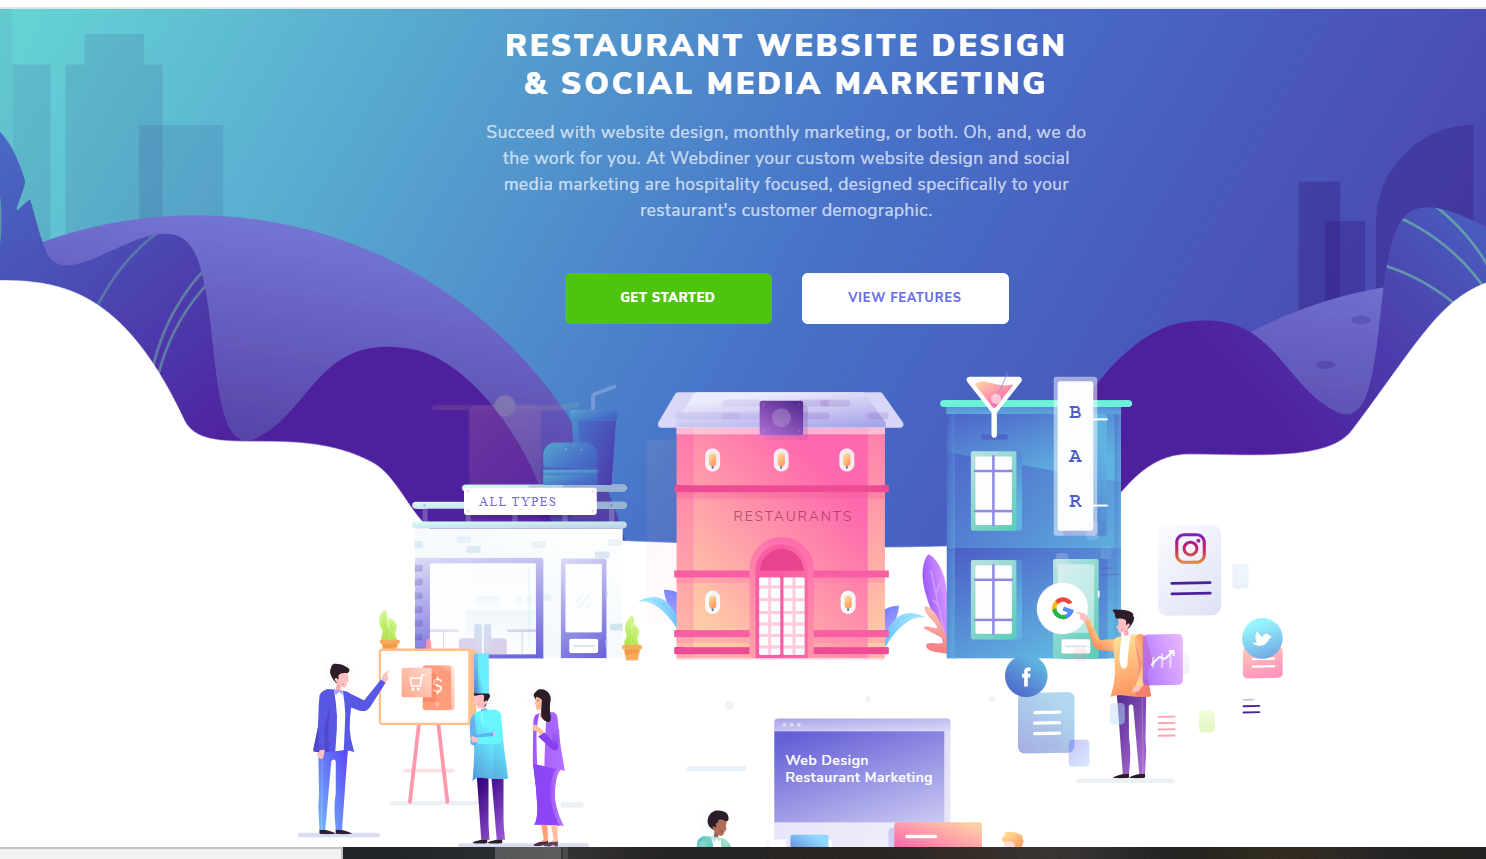 RESTAURANT WEBSITE DESIGN
& SOCIAL MEDIA MARKETING
Succeed with website design, monthly marketing, or both. Oh, and, we do
the work for you. At Webdiner your custom website design and social
media marketing are hospitality focused, designed specifically to your
restaurant's customer demographic.
GET STARTED
VIEW FEATURES
B
A
R
ALL TYPES
RESTAURANTS
G
f
$
Web Design
Restaurant Marketing